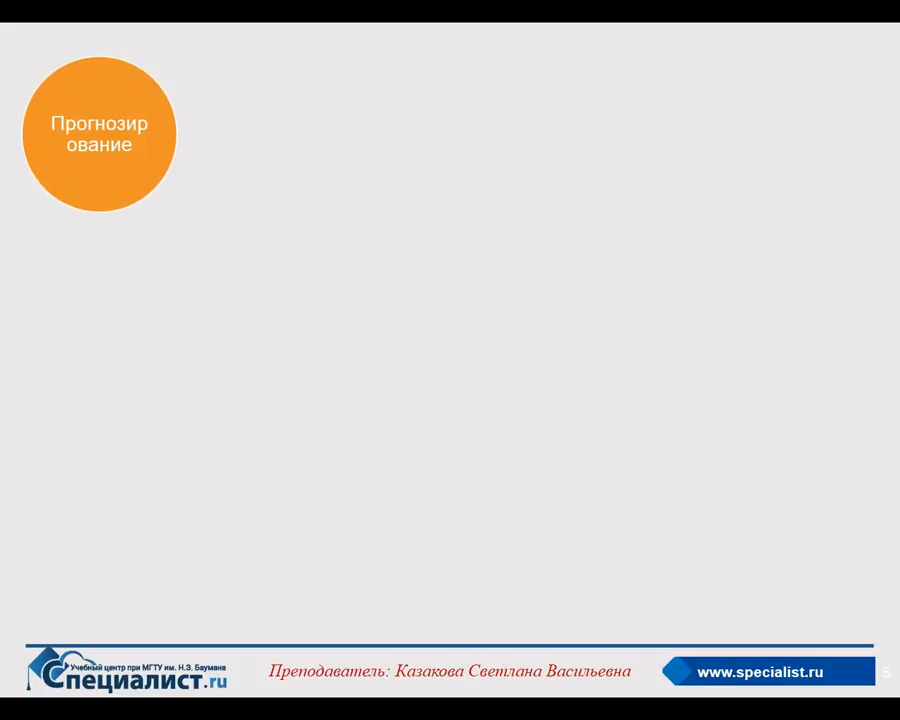 Прогнозир
ование
Учебный центр при МГТУ им. Н.Э. Баумана
Специалист.ru
Преподаватель: Казакова Светлана Васильевна
www.specialist.ru
5